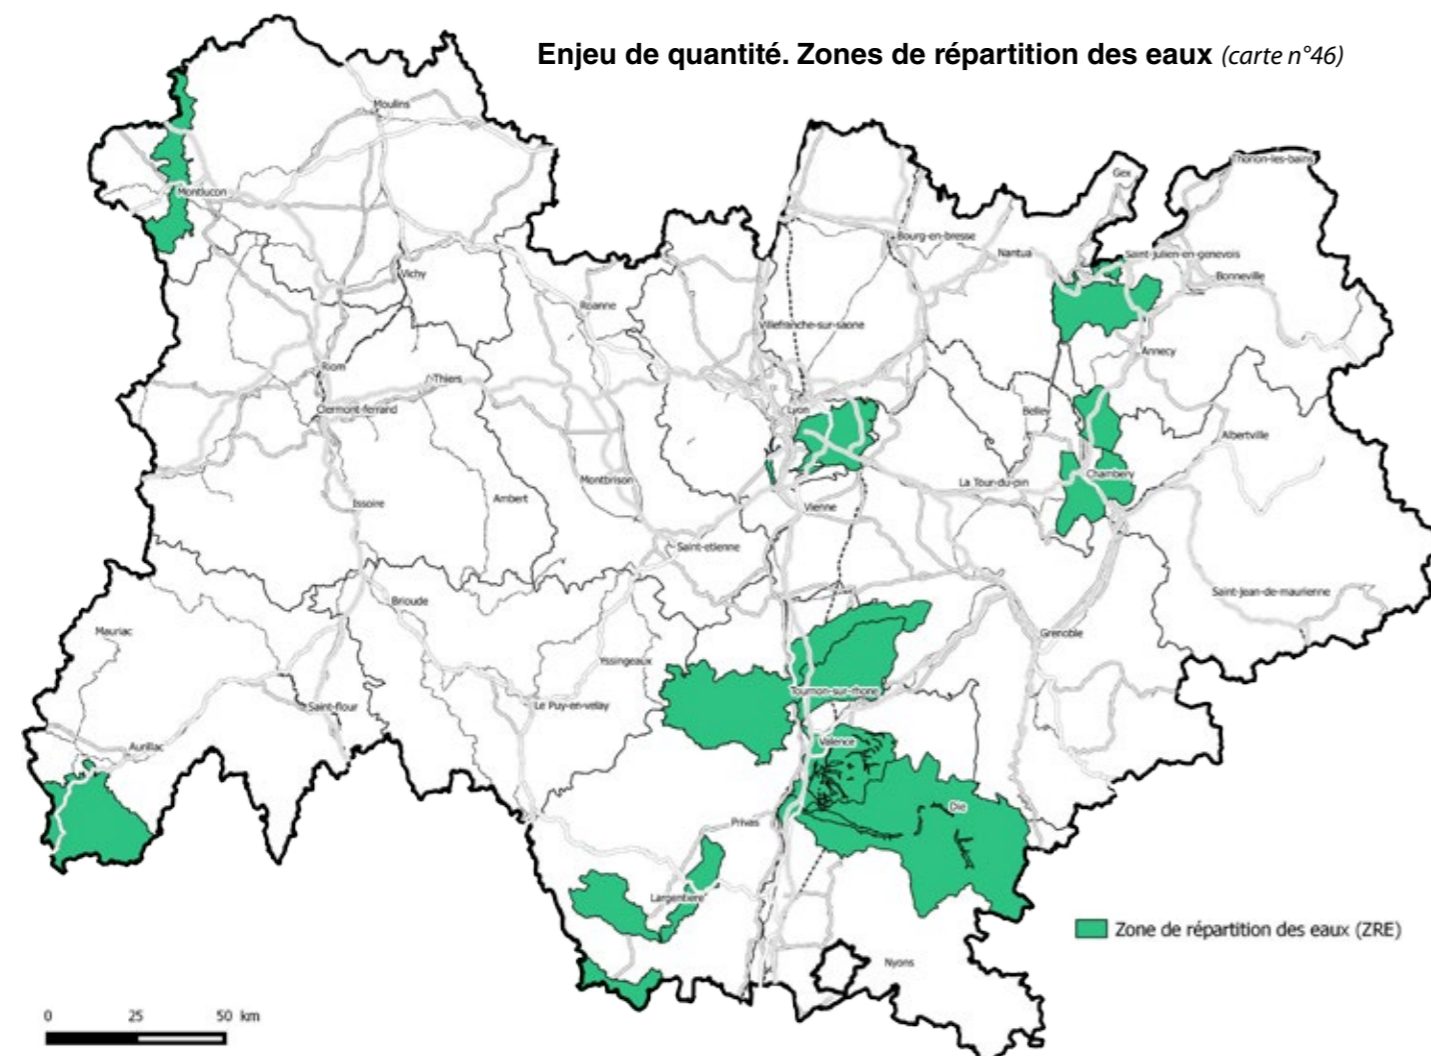 Enjeu de quantité. Zones de répartition des eaux (carte n°46)
Moulins
Thonon-les-bains
Gex
Montlucon
Bourg-en-bresse
Nantua
Saint-julien-en-genevois
Bonneville
Vichy
Roanne
Villefranche-sur-saone
Annecy
Riom
Thiers
Clermont-ferrand
Lyon
Belley
Albertville
Chambery
Montbrison
La Tour-du-pin
Issoire
Ambert
Vienne
Saint-etienne
Saint-jean-de-maurienne
Brioude
Mauriac
Grenoble
Yssingeaux
Tournon-sur-rhone
Saint-flour
Le Puy-en-velay
Valence
Aurillac
Die
Privas
Largentiere
Zone de répartition des eaux (ZRE)
Nyons
0 25 50 km